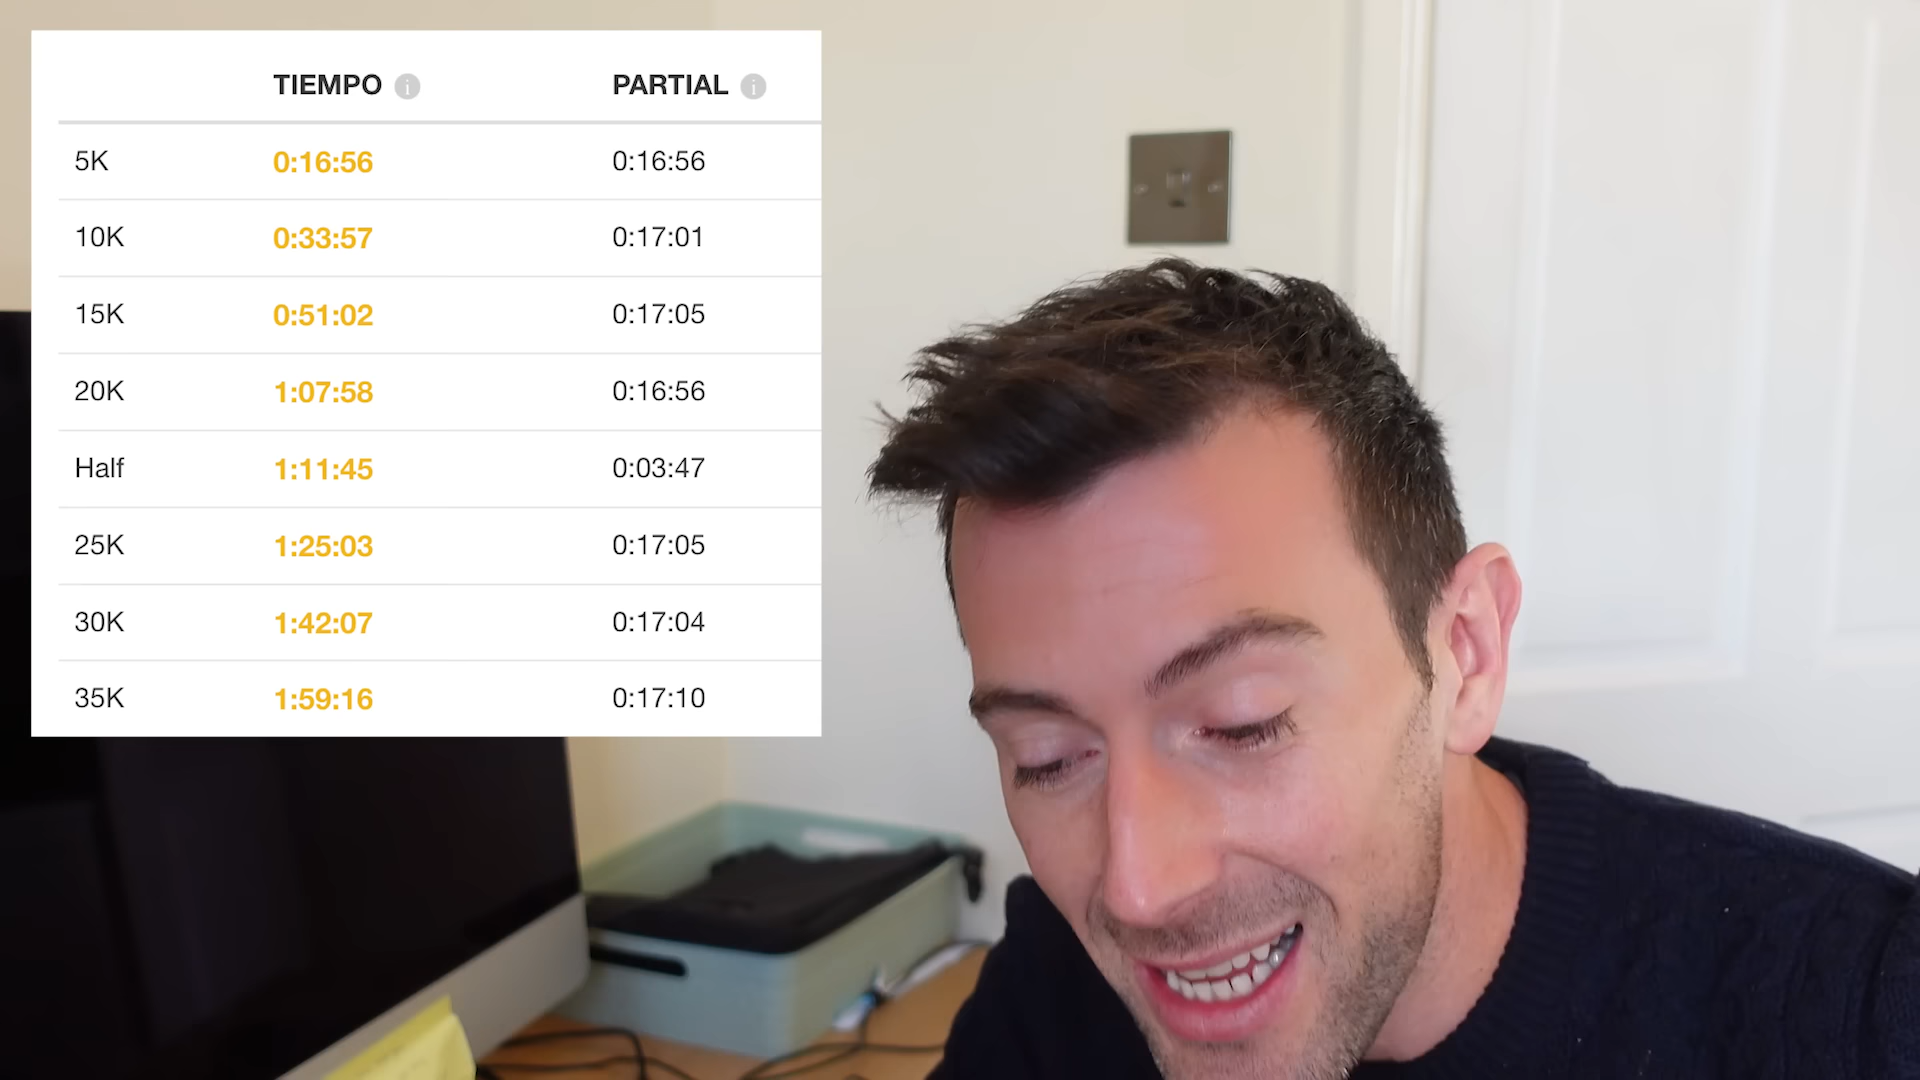 TIEMPO PARTIAL
5K 0:16:56 0:16:56
10K 0:33:57 0:17:01
15K 0:51:02 0:17:05
20K 1:07:58 0:16:56
Half 1:11:45 0:03:47
25K 1:25:03 0:17:05
30K 1:42:07 0:17:04
35K 1:59:16 0:17:10